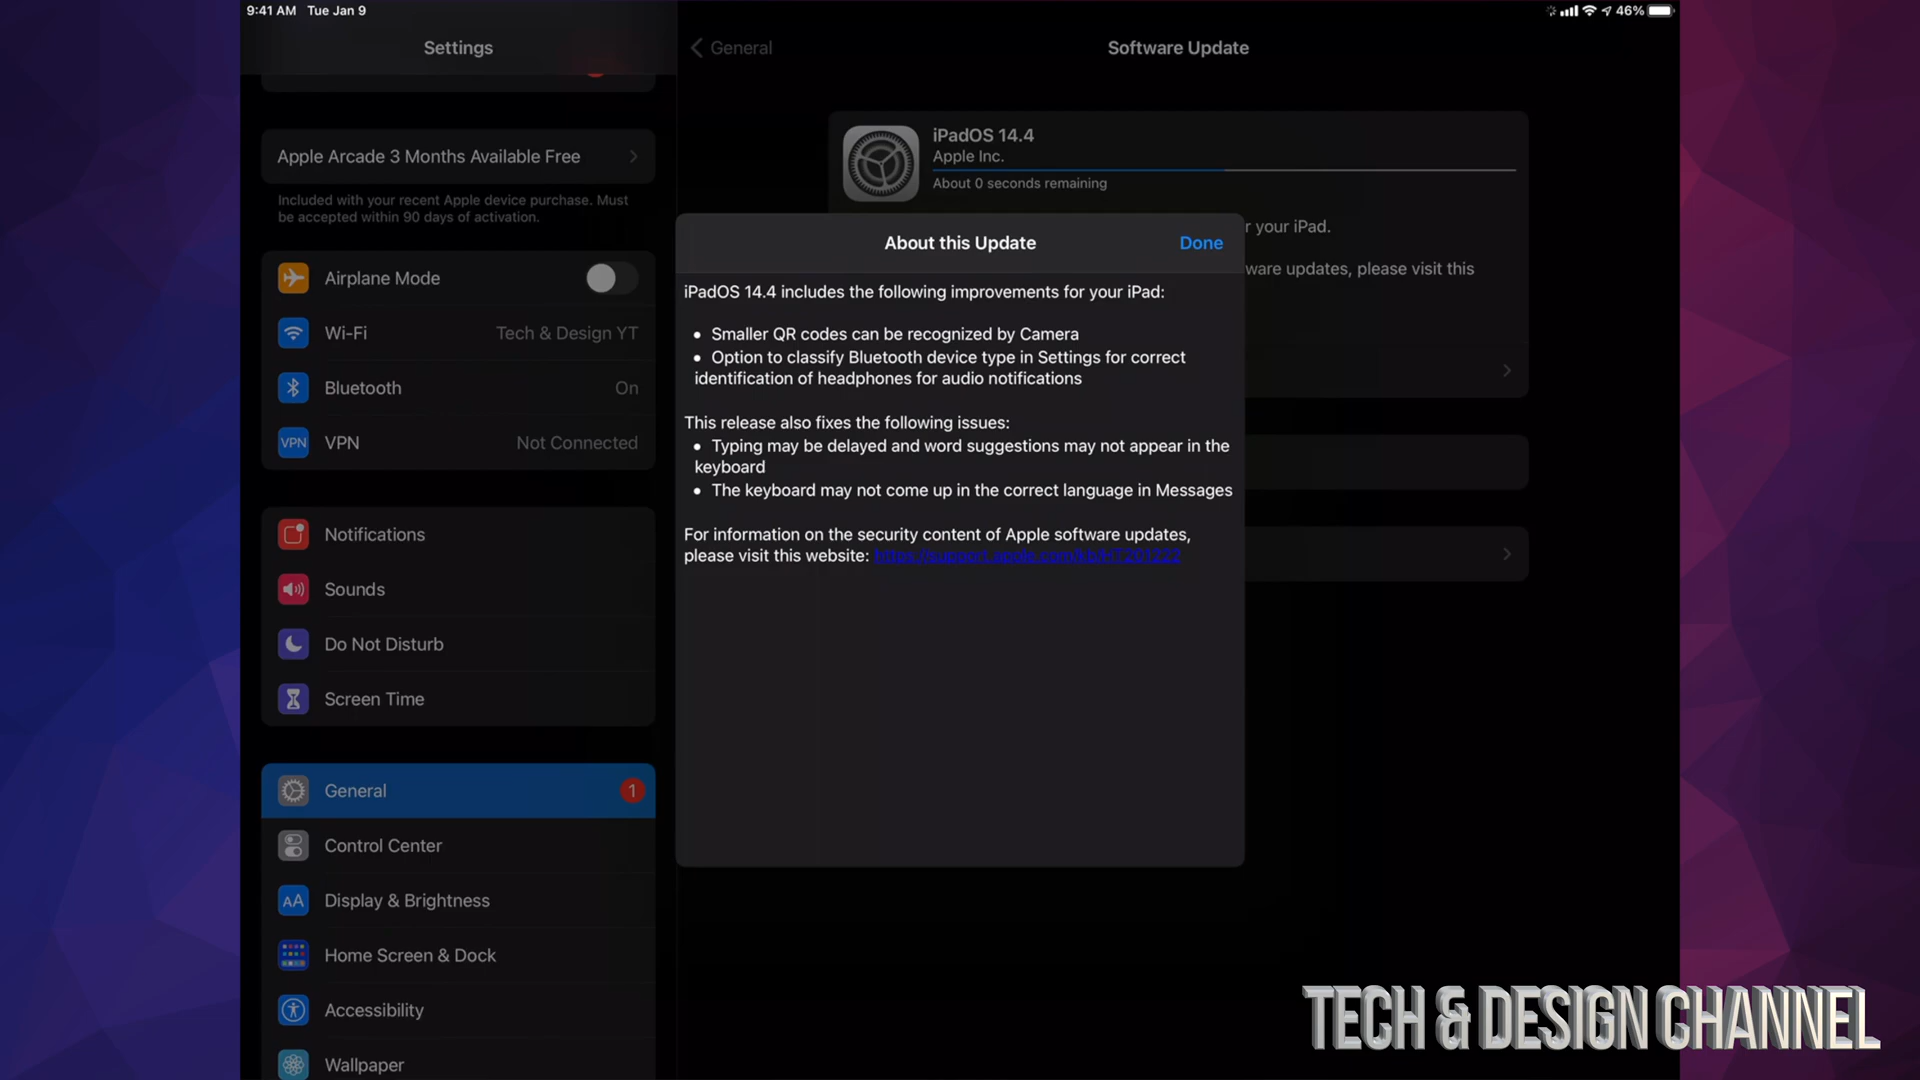 9:41 AM Tue Jan 9
46%
Settings
General
Software Update
Apple Arcade 3 Months Available Free
Included with your recent Apple device purchase. Must
be accepted within 90 days of activation.
Airplane Mode
Wi-Fi Tech & Design YT
Bluetooth On
VPN VPN Not Connected
Notifications
Sounds
Do Not Disturb
Screen Time
General 1
Control Center
AA Display & Brightness
Home Screen & Dock
Accessibility
Wallpaper
iPadOS 14.4
Apple Inc.
About 0 seconds remaining
r your iPad.
ware updates, please visit this
About this Update
Done
iPadOS 14.4 includes the following improvements for your iPad:
• Smaller QR codes can be recognized by Camera
• Option to classify Bluetooth device type in Settings for correct
identification of headphones for audio notifications
This release also fixes the following issues:
• Typing may be delayed and word suggestions may not appear in the
keyboard
• The keyboard may not come up in the correct language in Messages
For information on the security content of Apple software updates,
please visit this website: https://support.apple.com/kb/HT201222
TECH & DESIGN CHANNEL